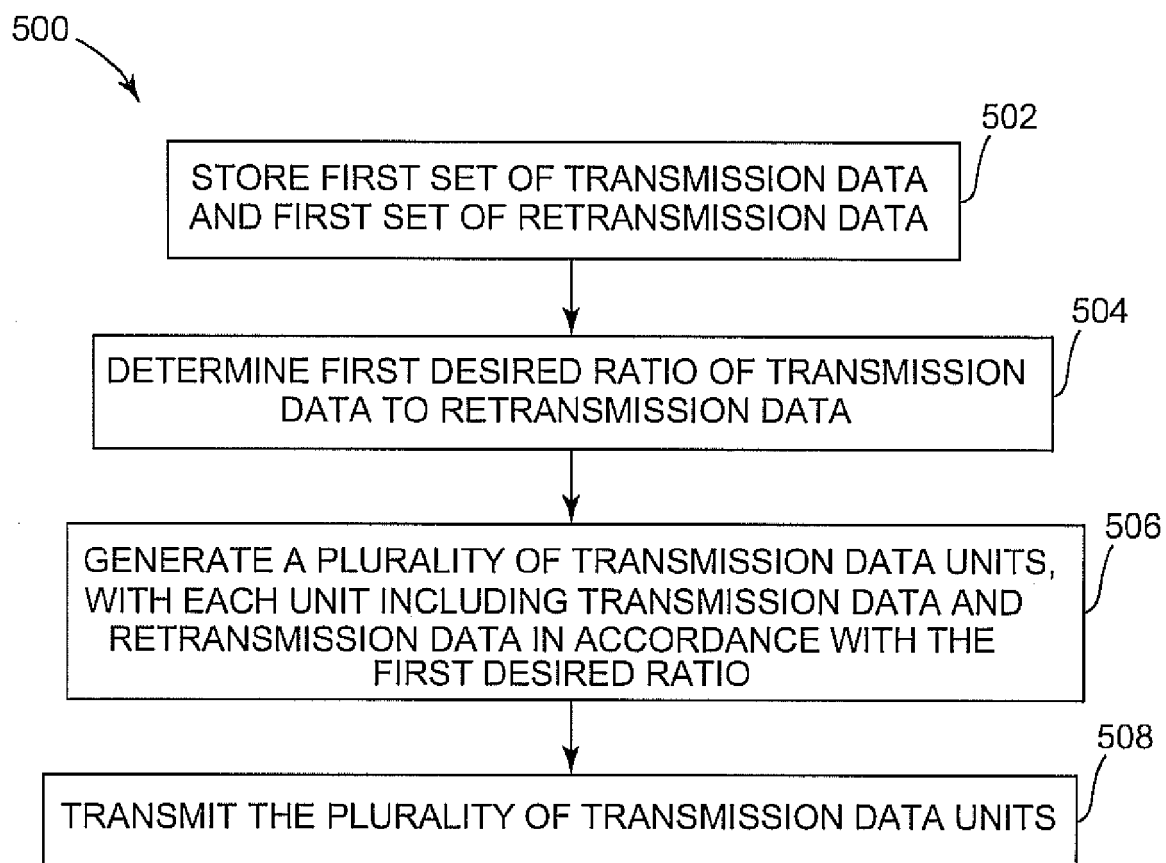 500
502
STORE FIRST SET OF TRANSMISSION DATA
AND FIRST SET OF RETRANSMISSION DATA
504
DETERMINE FIRST DESIRED RATIO OF TRANSMISSION
DATA TO RETRANSMISSION DATA
506
GENERATE A PLURALITY OF TRANSMISSION DATA UNITS,
WITH EACH UNIT INCLUDING TRANSMISSION DATA AND
RETRANSMISSION DATA IN ACCORDANCE WITH THE
FIRST DESIRED RATIO
508
TRANSMIT THE PLURALITY OF TRANSMISSION DATA UNITS